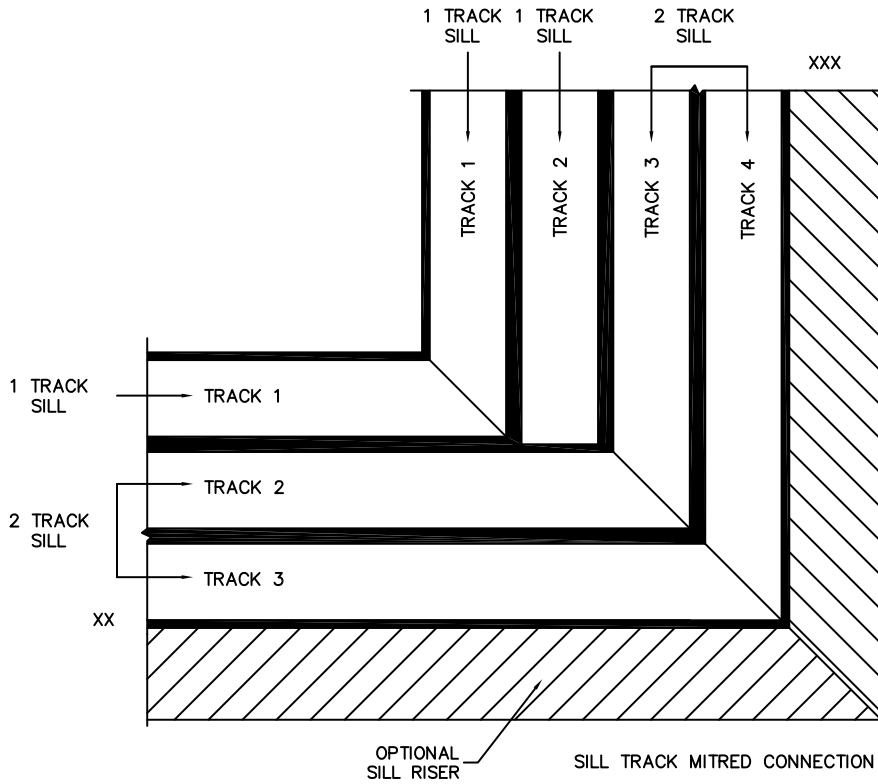 1 TRACK
SILL
1 TRACK
SILL
2 TRACK
SILL
XXX
TRACK 1
TRACK 2
TRACK 3
TRACK 4
1 TRACK
SILL
TRACK 1
2 TRACK
SILL
TRACK 2
TRACK 3
XX
OPTIONAL
SILL RISER
SILL TRACK MITRED CONNECTION